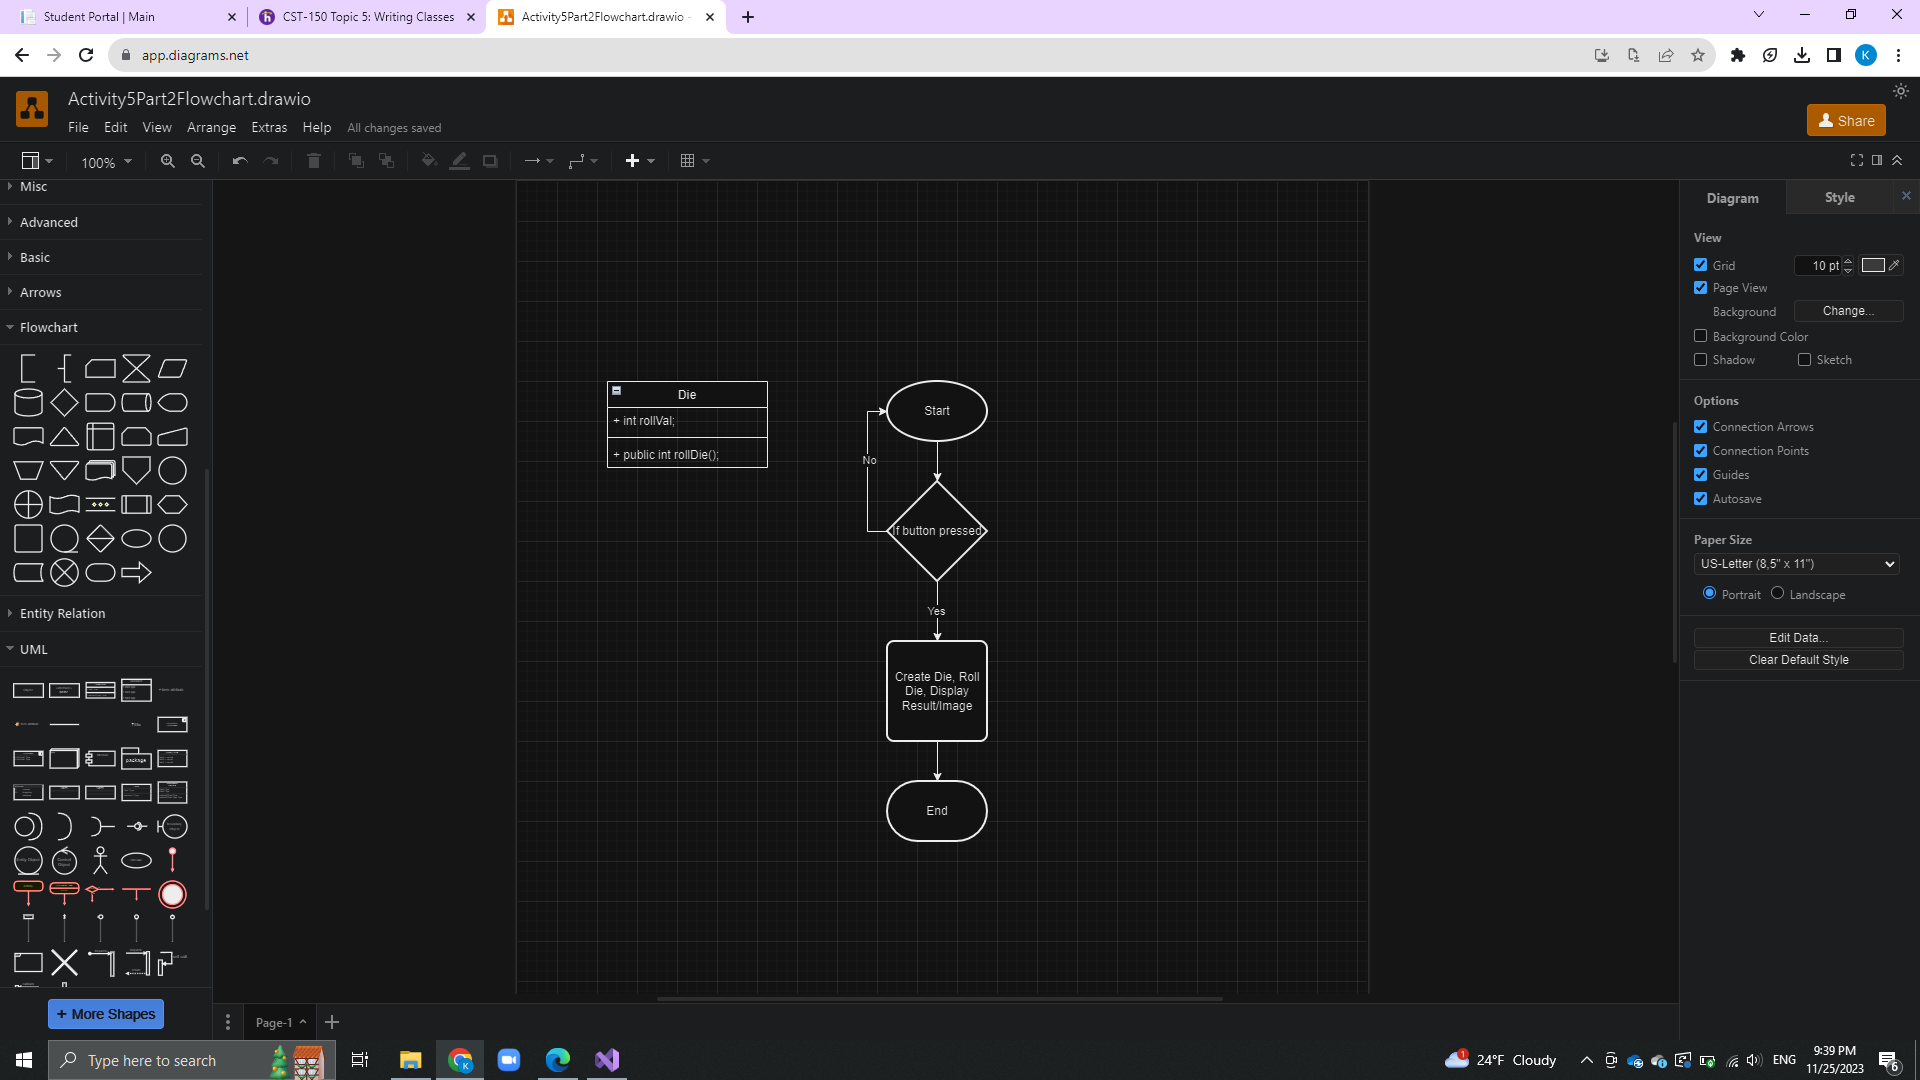 Student Portal | Main
CST-150 Topic 5: Writing Classes
Activity5Part2Flowchart.drawio -
app.diagrams.net
K
Activity5Part2Flowchart.drawio
File Edit View Arrange Extras Help All changes saved
Share
100%
Misc
Advanced
Basic
Arrows
Flowchart
Entity Relation
UML
package
+ More Shapes
Die
+ int rollVal;
+ public int rollDie();
Start
No
If button pressed
Yes
Create Die, Roll
Die, Display
Result/Image
End
Diagram Style
View
Grid 10 pt
Page View
Background Change...
Background Color
Shadow Sketch
Options
Connection Arrows
Connection Points
Guides
Autosave
Paper Size
US-Letter (8,5" x 11")
Portrait Landscape
Edit Data...
Clear Default Style
Page-1
Type here to search
K
1
24°F Cloudy
ENG
9:39 PM
11/25/2023
6